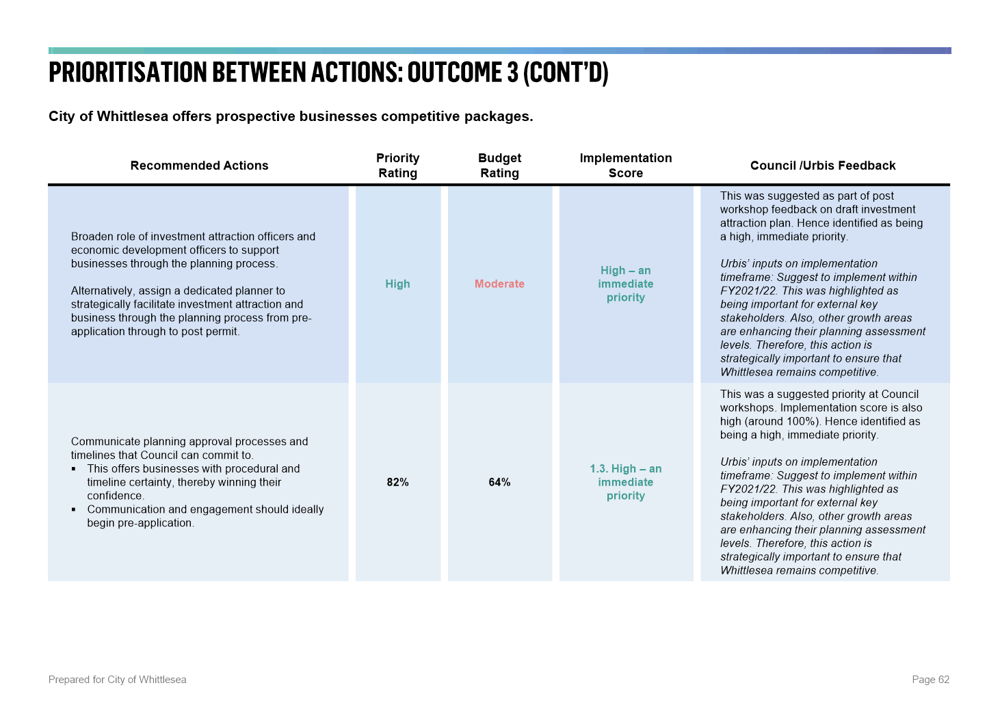 PRIORITISATION BETWEEN ACTIONS: OUTCOME 3 (CONT'D)
City of Whittlesea offers prospective businesses competitive packages.
Recommended Actions
Priority
Rating
Budget
Rating
Implementation
Score
Council /Urbis Feedback
Broaden role of investment attraction officers and
economic development officers to support
businesses through the planning process.
Alternatively, assign a dedicated planner to
strategically facilitate investment attraction and
business through the planning process from pre-
application through to post permit.
High
Moderate
High – an
immediate
priority
This was suggested as part of post
workshop feedback on draft investment
attraction plan. Hence identified as being
a high, immediate priority.
Urbis' inputs on implementation
timeframe: Suggest to implement within
FY2021/22. This was highlighted as
being important for external key
stakeholders. Also, other growth areas
are enhancing their planning assessment
levels. Therefore, this action is
strategically important to ensure that
Whittlesea remains competitive.
Communicate planning approval processes and
timelines that Council can commit to.
▪ This offers businesses with procedural and
timeline certainty, thereby winning their
confidence.
▪ Communication and engagement should ideally
begin pre-application.
82%
64%
1.3. High – an
immediate
priority
This was a suggested priority at Council
workshops. Implementation score is also
high (around 100%). Hence identified as
being a high, immediate priority.
Urbis' inputs on implementation
timeframe: Suggest to implement within
FY2021/22. This was highlighted as
being important for external key
stakeholders. Also, other growth areas
are enhancing their planning assessment
levels. Therefore, this action is
strategically important to ensure that
Whittlesea remains competitive.
Prepared for City of Whittlesea
Page 62